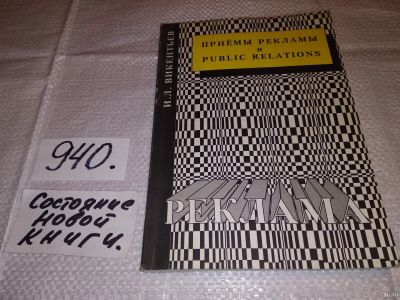 И.Л. ВИКЕНТЬЕВ
ПРИЁМЫ РЕКЛАМЫ
и
PUBLIC RELATIONS
РЕКЛАМА
940.
Состояние
новой
книги.